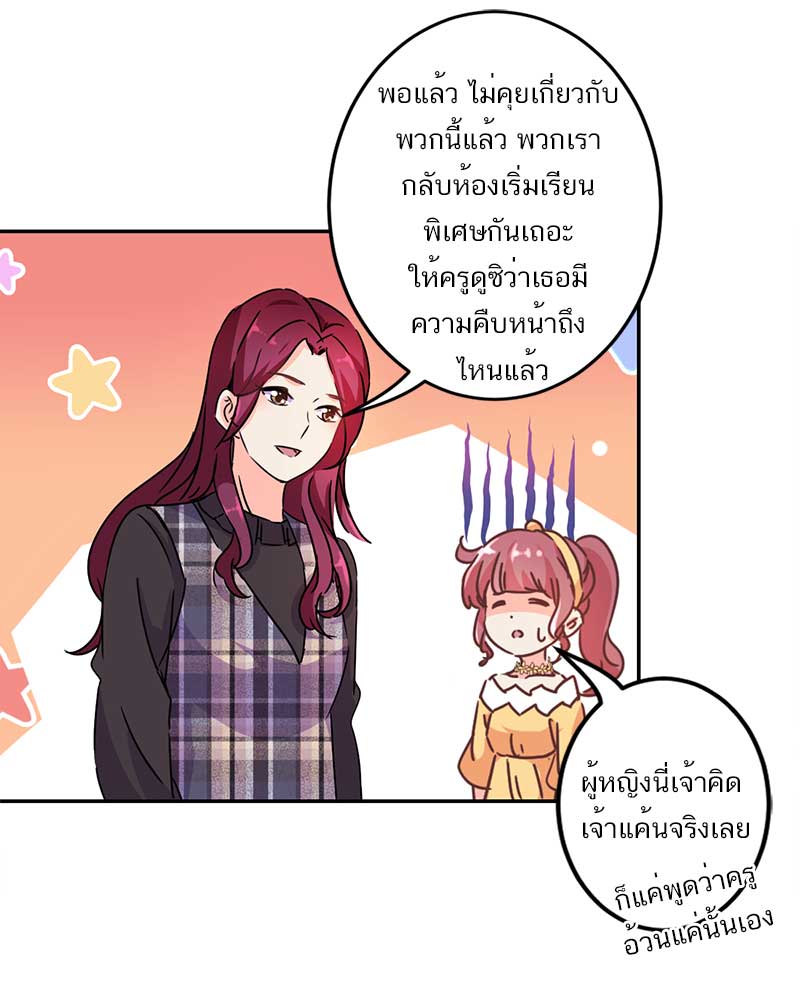 พอแล้ว ไม่คุยเกี่ยวกับ
พวกนี้แล้ว พวกเรา
กลับห้องเริ่มเรียน
พิเศษกันเถอะ
ให้ครูดูซิว่าเธอมี
ความคืบหน้าถึง
ไหนแล้ว
ผู้หญิงนี่เจ้าคิด
เจ้าแค้นจริงเลย
ก็แค่พูดว่าครู
อ้วนแค่นั้นเอง